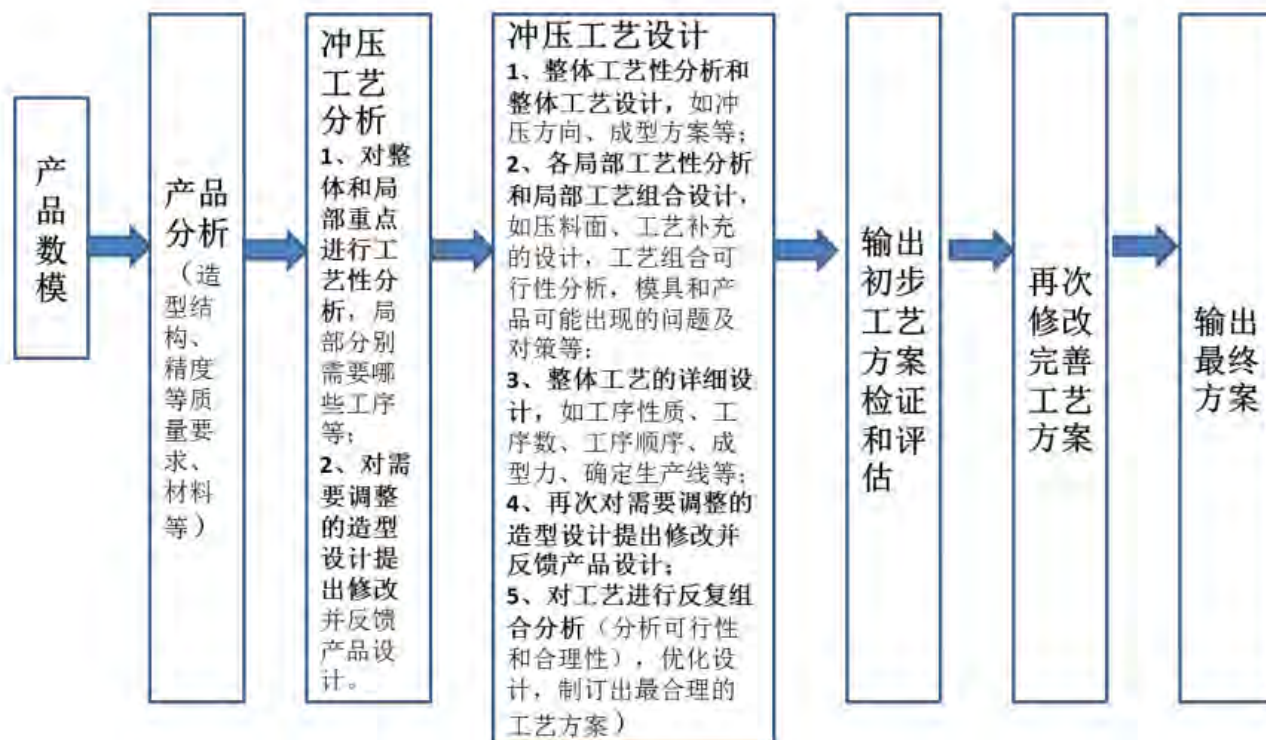 产
品
数
模
产品
分析
（造
型结
构、
精度
等质
量要
求、
材料
等）
冲压
工艺
分析
1、对整
体和局
部重点
进行工
艺性分
析，局
部分别
需要哪
些工序
等；
2、对需
要调整
的造型
设计提
出修改
并反馈
产品设
计。
冲压工艺设计
1、整体工艺性分析和
整体工艺设计，如冲
压方向、成型方案等；
2、各局部工艺性分析
和局部工艺组合设计，
如压料面、工艺补充
的设计，工艺组合可
行性分析，模具和产
品可能出现的问题及
对策等；
3、整体工艺的详细设
计，如工序性质、工
序数、工序顺序、成
型力、确定生产线等；
4、再次对需要调整的
造型设计提出修改并
反馈产品设计；
5、对工艺进行反复组
合分析（分析可行性
和合理性），优化设
计，制订出最合理的
工艺方案）
输出
初步
工艺
方案
检证
和评
估
再次
修改
完善
工艺
方案
输出
最终
方案